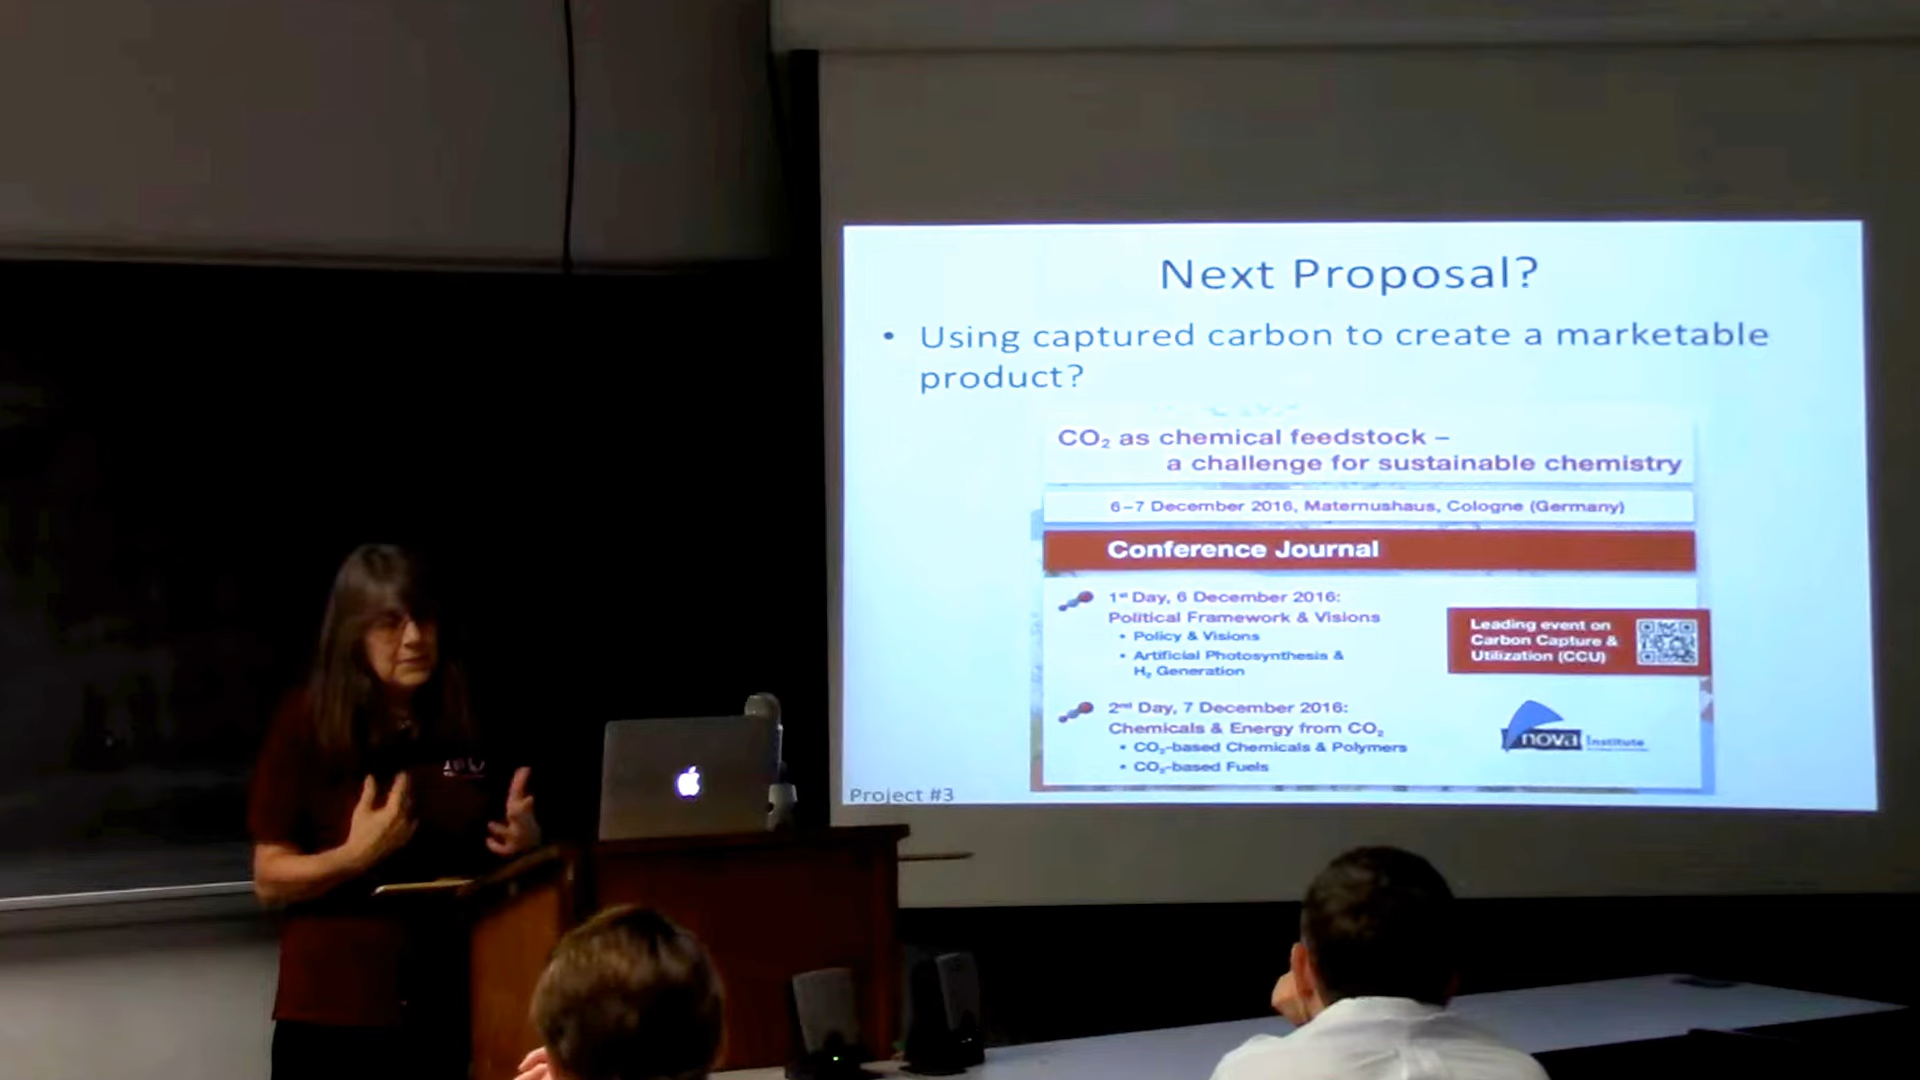 Next Proposal?
• Using captured carbon to create a marketable
product?
CO₂ as chemical feedstock –
a challenge for sustainable chemistry
6–7 December 2016, Maternushaus, Cologne (Germany)
Conference Journal
1st Day, 6 December 2016:
Political Framework & Visions
• Policy & Visions
• Artificial Photosynthesis &
H₂ Generation
Leading event on
Carbon Capture &
Utilization (CCU)
2nd Day, 7 December 2016:
Chemicals & Energy from CO₂
• CO₂-based Chemicals & Polymers
• CO₂-based Fuels
nova Institute
Project #3